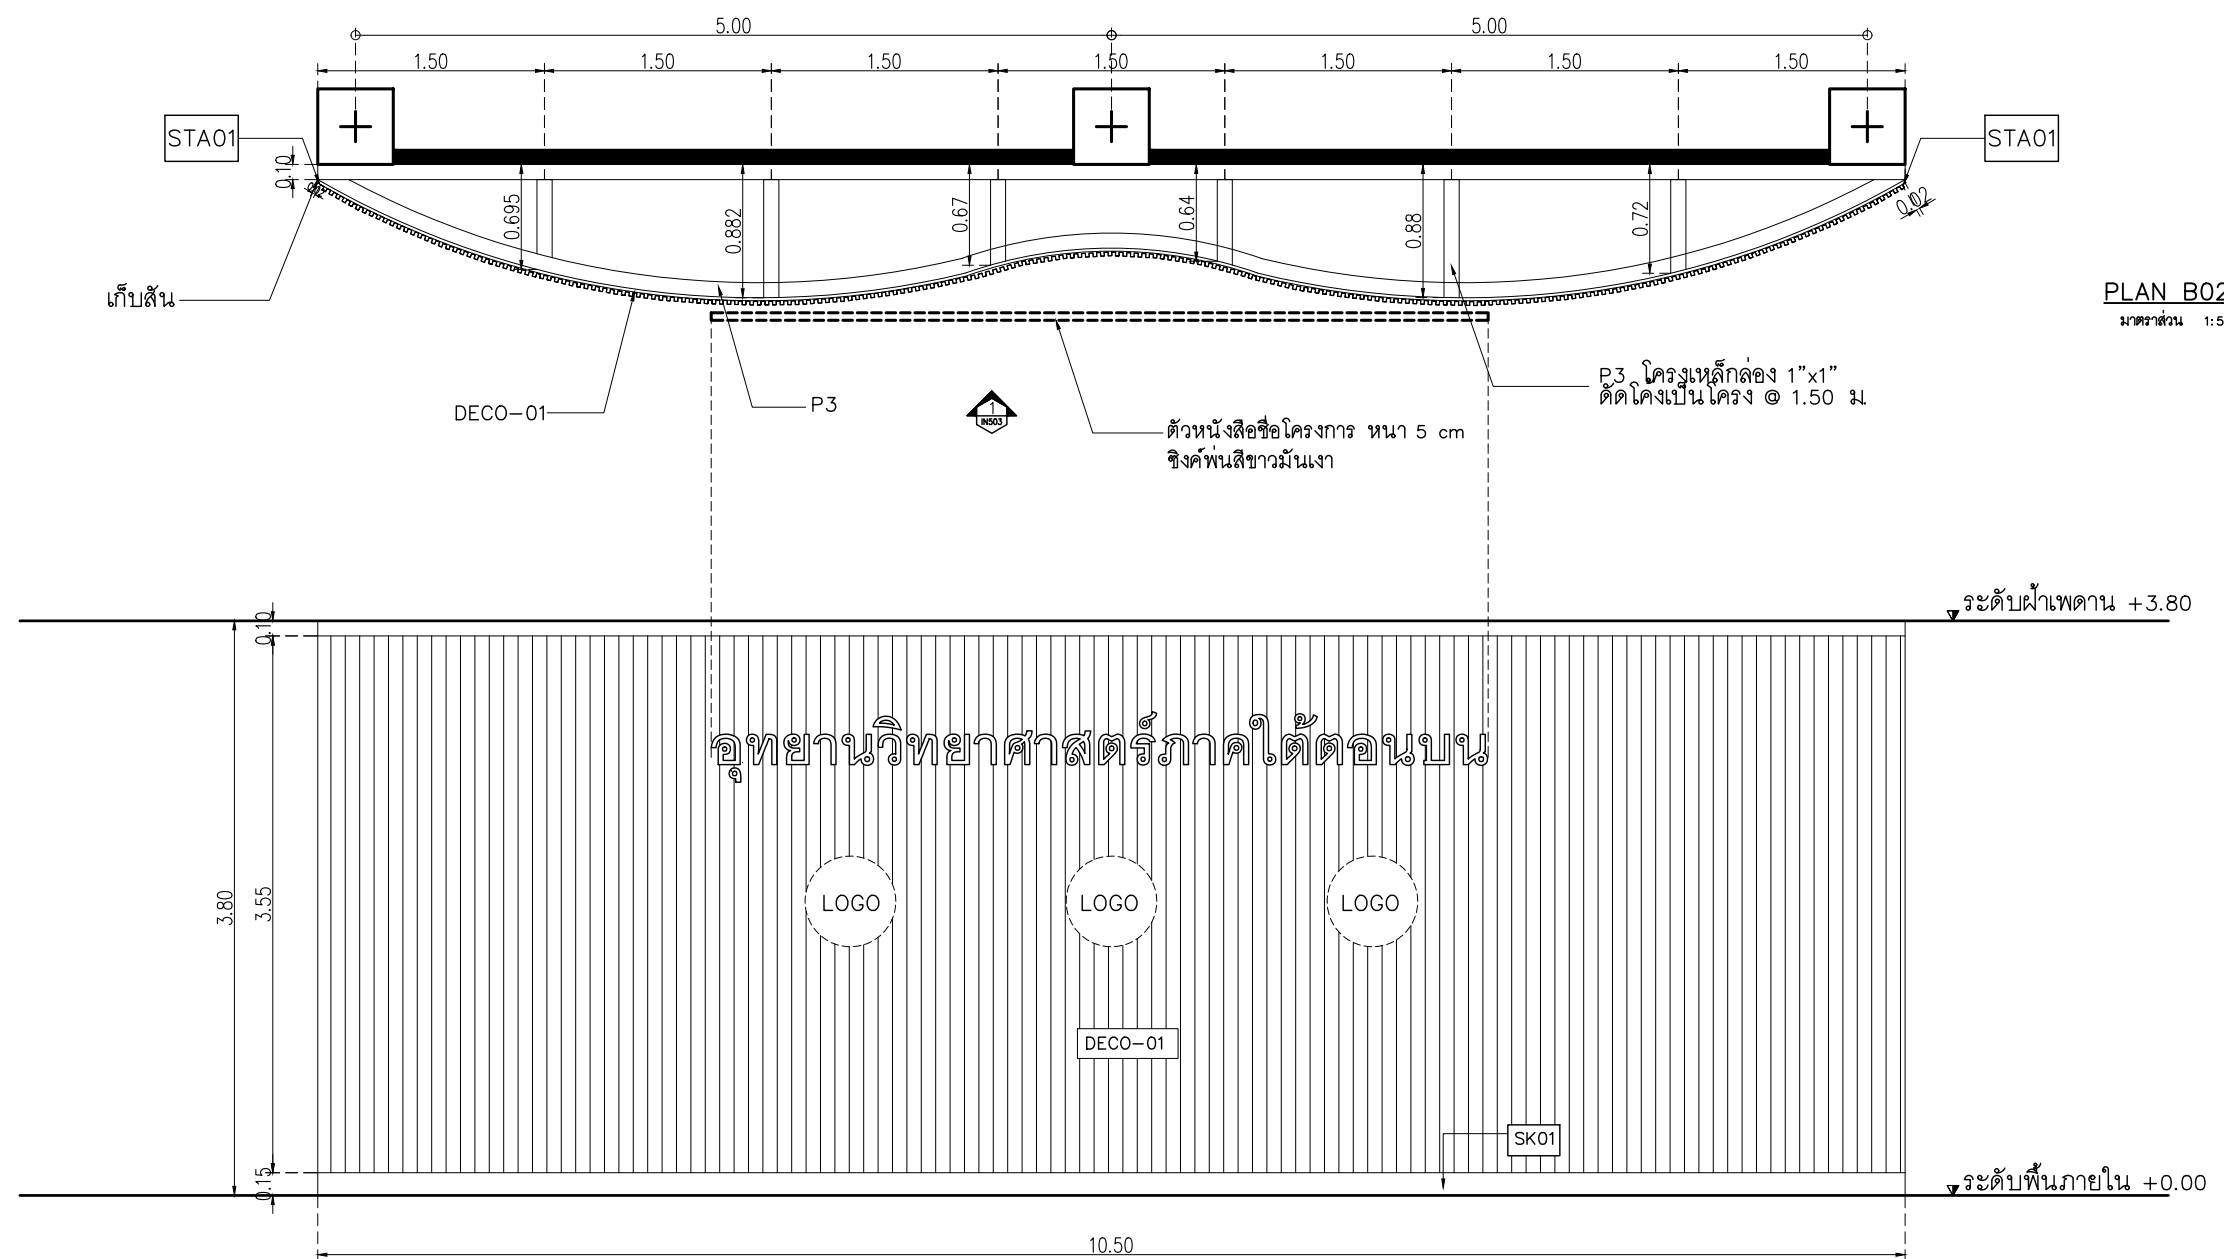 5.00
5.00
1.50
1.50
1.50
1.50
1.50
1.50
1.50
STA01
STA01
0.10
0.695
0.882
0.67
0.64
0.88
0.72
0.02
เก็บสัน
PLAN B02
มาตราส่วน 1:5
DECO-01
P3
P3 โครงเหล็กล่อง 1"x1"
ดัดโค้งเป็นโครง @ 1.50 ม.
1
IN503
ตัวหนังสือชื่อโครงการ หนา 5 cm
ซิงค์พ่นสีขาวมันเงา
ระดับฝ้าเพดาน +3.80
0.10
อุทยานวิทยาศาสตร์ภาคใต้ตอนบน
3.80
3.55
LOGO
LOGO
LOGO
DECO-01
SK01
0.15
ระดับพื้นภายใน +0.00
10.50